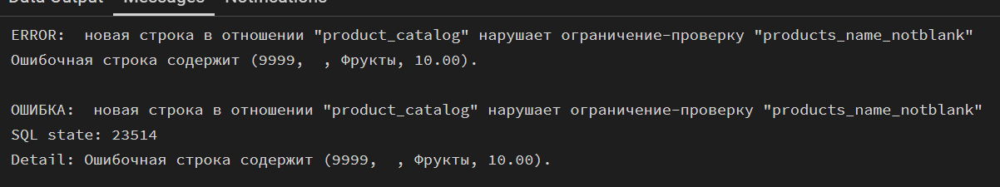 Data Output Messages Notifications
ERROR:  новая строка в отношении "product_catalog" нарушает ограничение-проверку "products_name_notblank"
Ошибочная строка содержит (9999,  , Фрукты, 10.00).
ОШИБКА:  новая строка в отношении "product_catalog" нарушает ограничение-проверку "products_name_notblank"
SQL state: 23514
Detail: Ошибочная строка содержит (9999,  , Фрукты, 10.00).